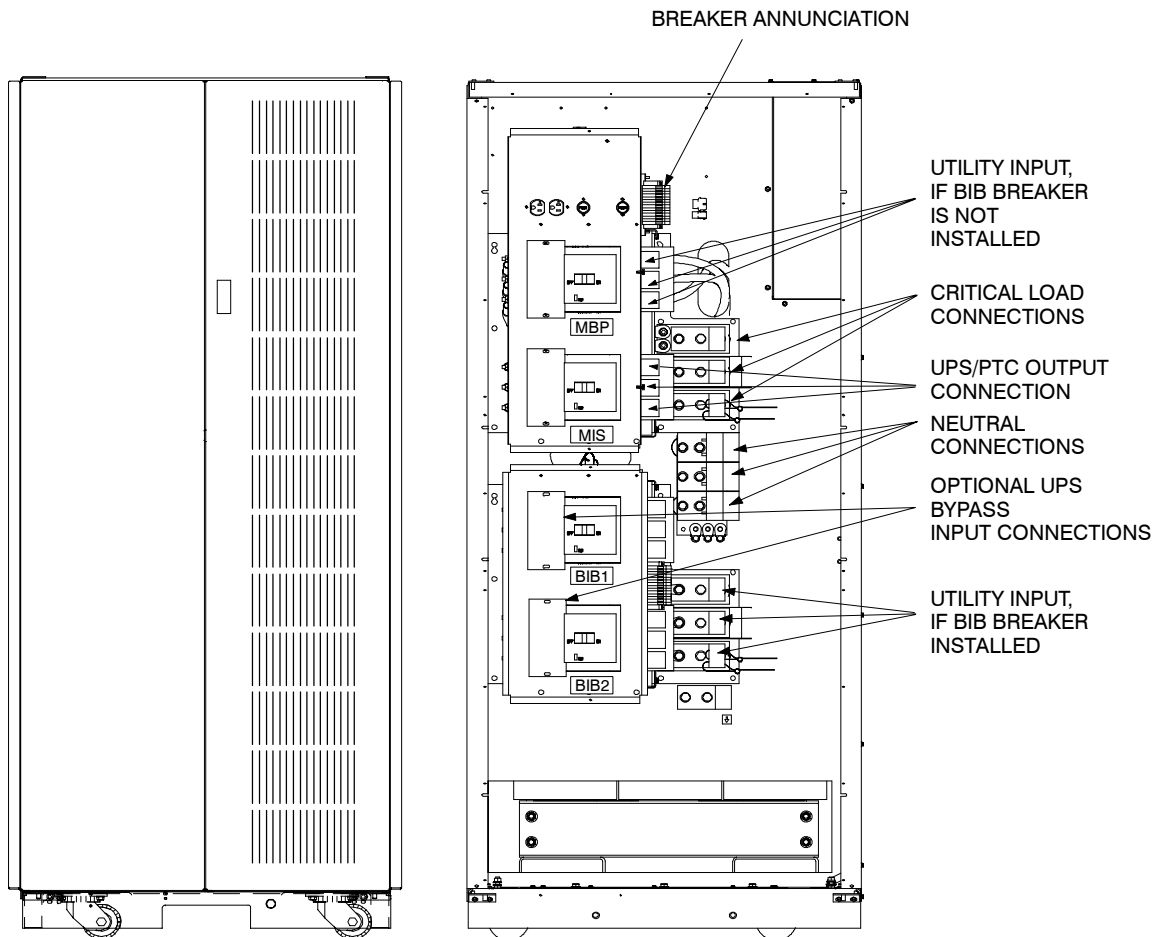 BREAKER ANNUNCIATION
UTILITY INPUT,
IF BIB BREAKER
IS NOT
INSTALLED
CRITICAL LOAD
CONNECTIONS
MBP
UPS/PTC OUTPUT
CONNECTION
NEUTRAL
CONNECTIONS
MIS
OPTIONAL UPS
BYPASS
INPUT CONNECTIONS
BIB1
UTILITY INPUT,
IF BIB BREAKER
INSTALLED
BIB2